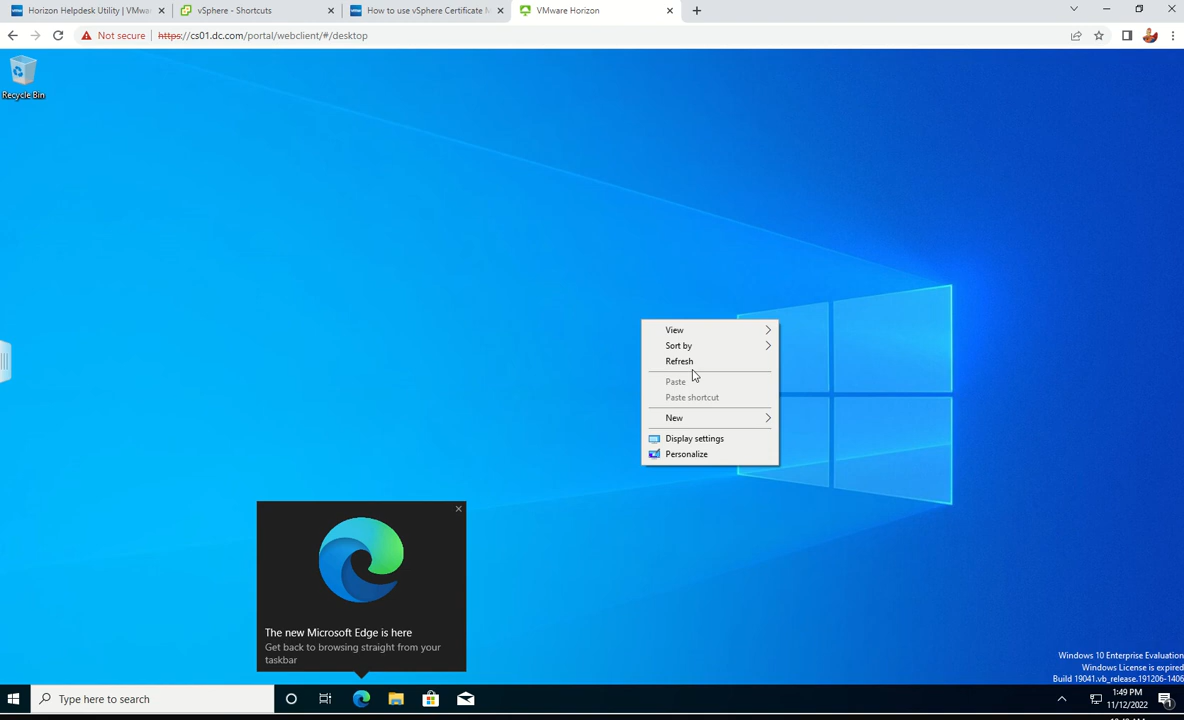 Horizon Helpdesk Utility | VMwa
vSphere - Shortcuts
How to use vSphere Certificate M
VMware Horizon
Not secure
https://cs01.dc.com/portal/webclient/#/desktop
Recycle Bin
View
Sort by
Refresh
Paste
Paste shortcut
New
Display settings
Personalize
The new Microsoft Edge is here
Get back to browsing straight from your
taskbar
Windows 10 Enterprise Evaluation
Windows License is expired
Build 19041.vb_release.191206-1406
Type here to search
1:49 PM
11/12/2022
1